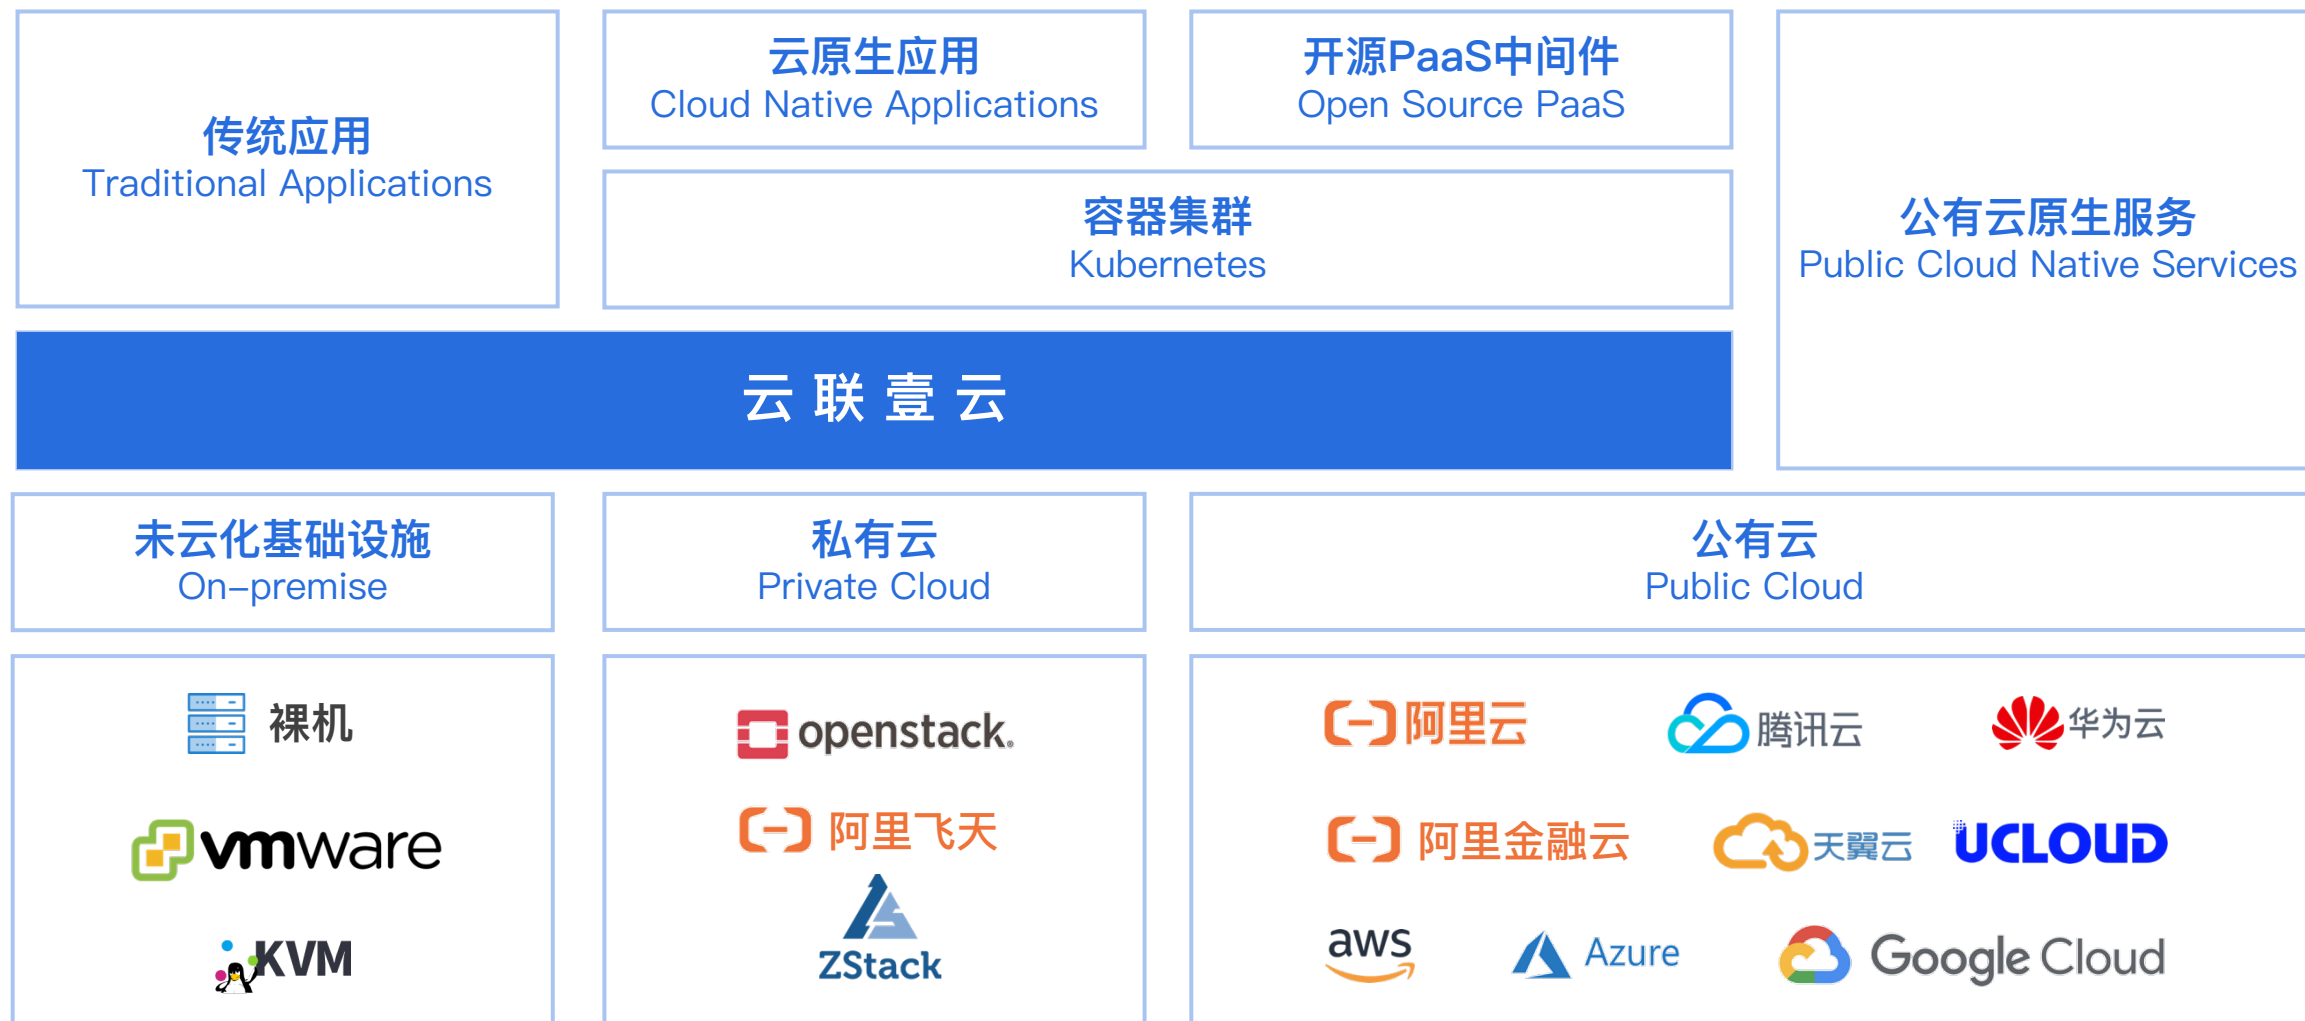 传统应用
Traditional Applications
云原生应用
Cloud Native Applications
开源PaaS中间件
Open Source PaaS
容器集群
Kubernetes
公有云原生服务
Public Cloud Native Services
云联壹云
未云化基础设施
On-premise
私有云
Private Cloud
公有云
Public Cloud
裸机
vmware
KVM
openstack.
阿里飞天
ZStack
阿里云
腾讯云
华为云
阿里金融云
天翼云
UCLOUD
aws
Azure
Google Cloud